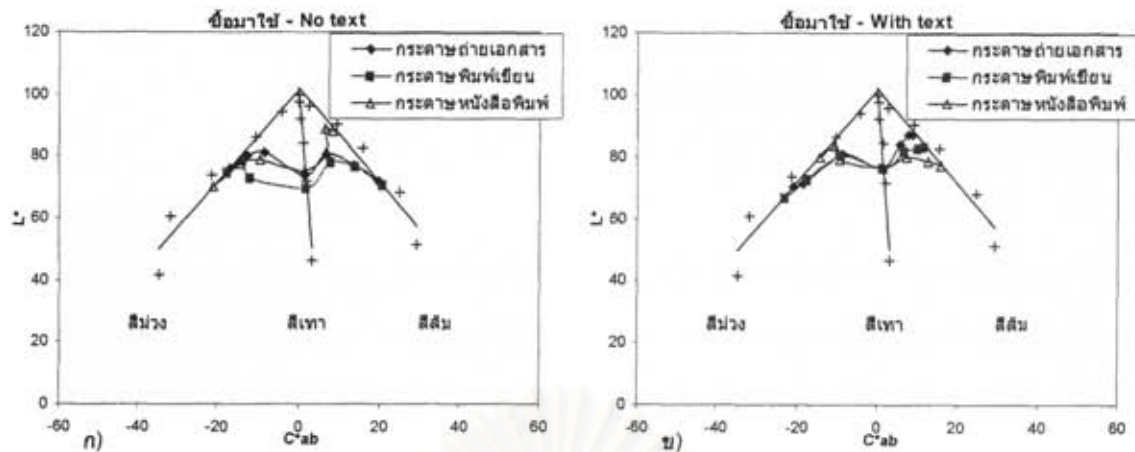 ซื้อมาใช้ - No text
กระดาษถ่ายเอกสาร
กระดาษพิมพ์เขียน
กระดาษหนังสือพิมพ์
120
100
80
60
40
20
0
L*
สีม่วง
สีเทา
สีส้ม
-60
-40
-20
0
20
40
60
C*ab
ก)
ซื้อมาใช้ - With text
กระดาษถ่ายเอกสาร
กระดาษพิมพ์เขียน
กระดาษหนังสือพิมพ์
120
100
80
60
40
20
0
L*
สีม่วง
สีเทา
สีส้ม
-60
-40
-20
0
20
40
60
C*ab
ข)